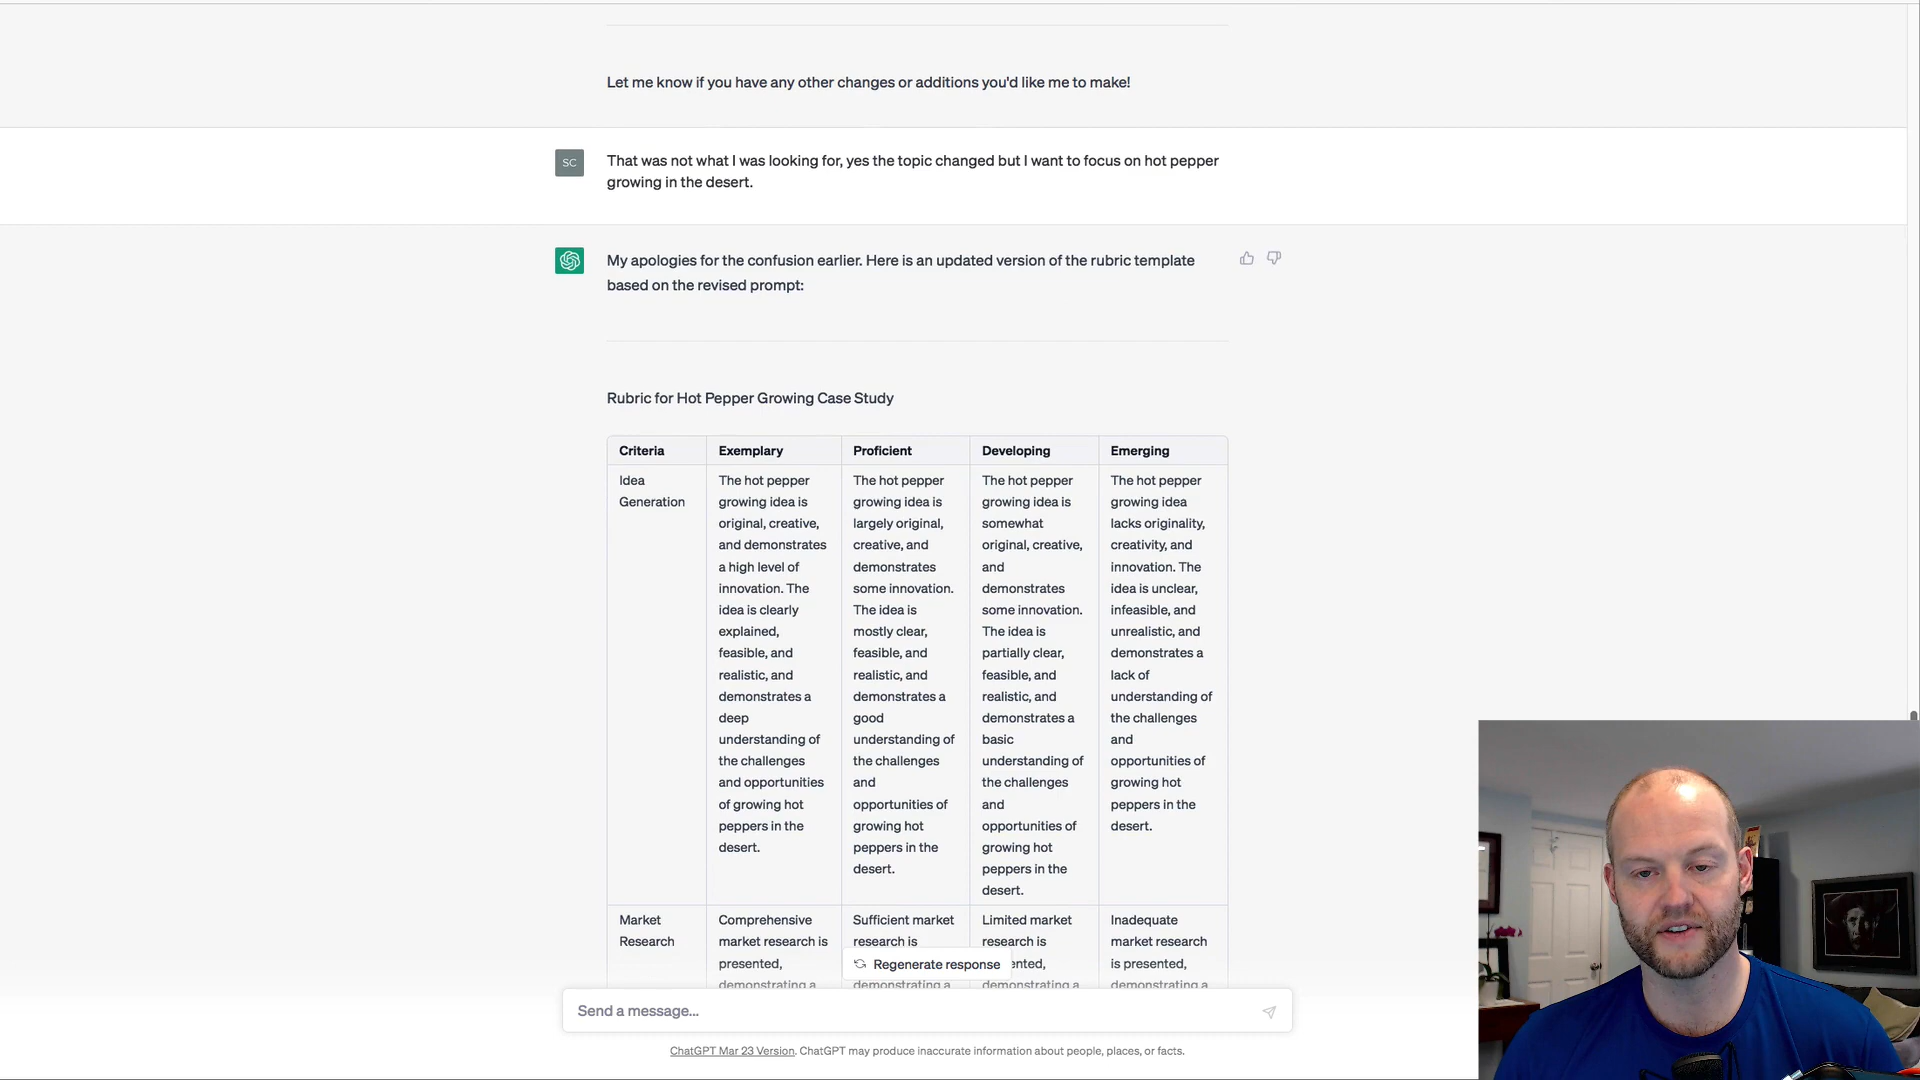 Let me know if you have any other changes or additions you'd like me to make!
SC
That was not what I was looking for, yes the topic changed but I want to focus on hot pepper
growing in the desert.
My apologies for the confusion earlier. Here is an updated version of the rubric template
based on the revised prompt:
Rubric for Hot Pepper Growing Case Study
Criteria
Exemplary
Proficient
Developing
Emerging
Idea
Generation
The hot pepper
growing idea is
original, creative,
and demonstrates
a high level of
innovation. The
idea is clearly
explained,
feasible, and
realistic, and
demonstrates a
deep
understanding of
the challenges
and opportunities
of growing hot
peppers in the
desert.
The hot pepper
growing idea is
largely original,
creative, and
demonstrates
some innovation.
The idea is
mostly clear,
feasible, and
realistic, and
demonstrates a
good
understanding of
the challenges
and
opportunities of
growing hot
peppers in the
desert.
The hot pepper
growing idea is
somewhat
original, creative,
and
demonstrates
some innovation.
The idea is
partially clear,
feasible, and
realistic, and
demonstrates a
basic
understanding of
the challenges
and
opportunities of
growing hot
peppers in the
desert.
The hot pepper
growing idea
lacks originality,
creativity, and
innovation. The
idea is unclear,
infeasible, and
unrealistic, and
demonstrates a
lack of
understanding of
the challenges
and
opportunities of
growing hot
peppers in the
desert.
Market
Research
Comprehensive
market research is
presented,
demonstrating a
Sufficient market
research is
demonstrating a
Limited market
research is
demonstrating a
Inadequate
market research
is presented,
demonstrating a
Regenerate response
Send a message...
ChatGPT Mar 23 Version. ChatGPT may produce inaccurate information about people, places, or facts.